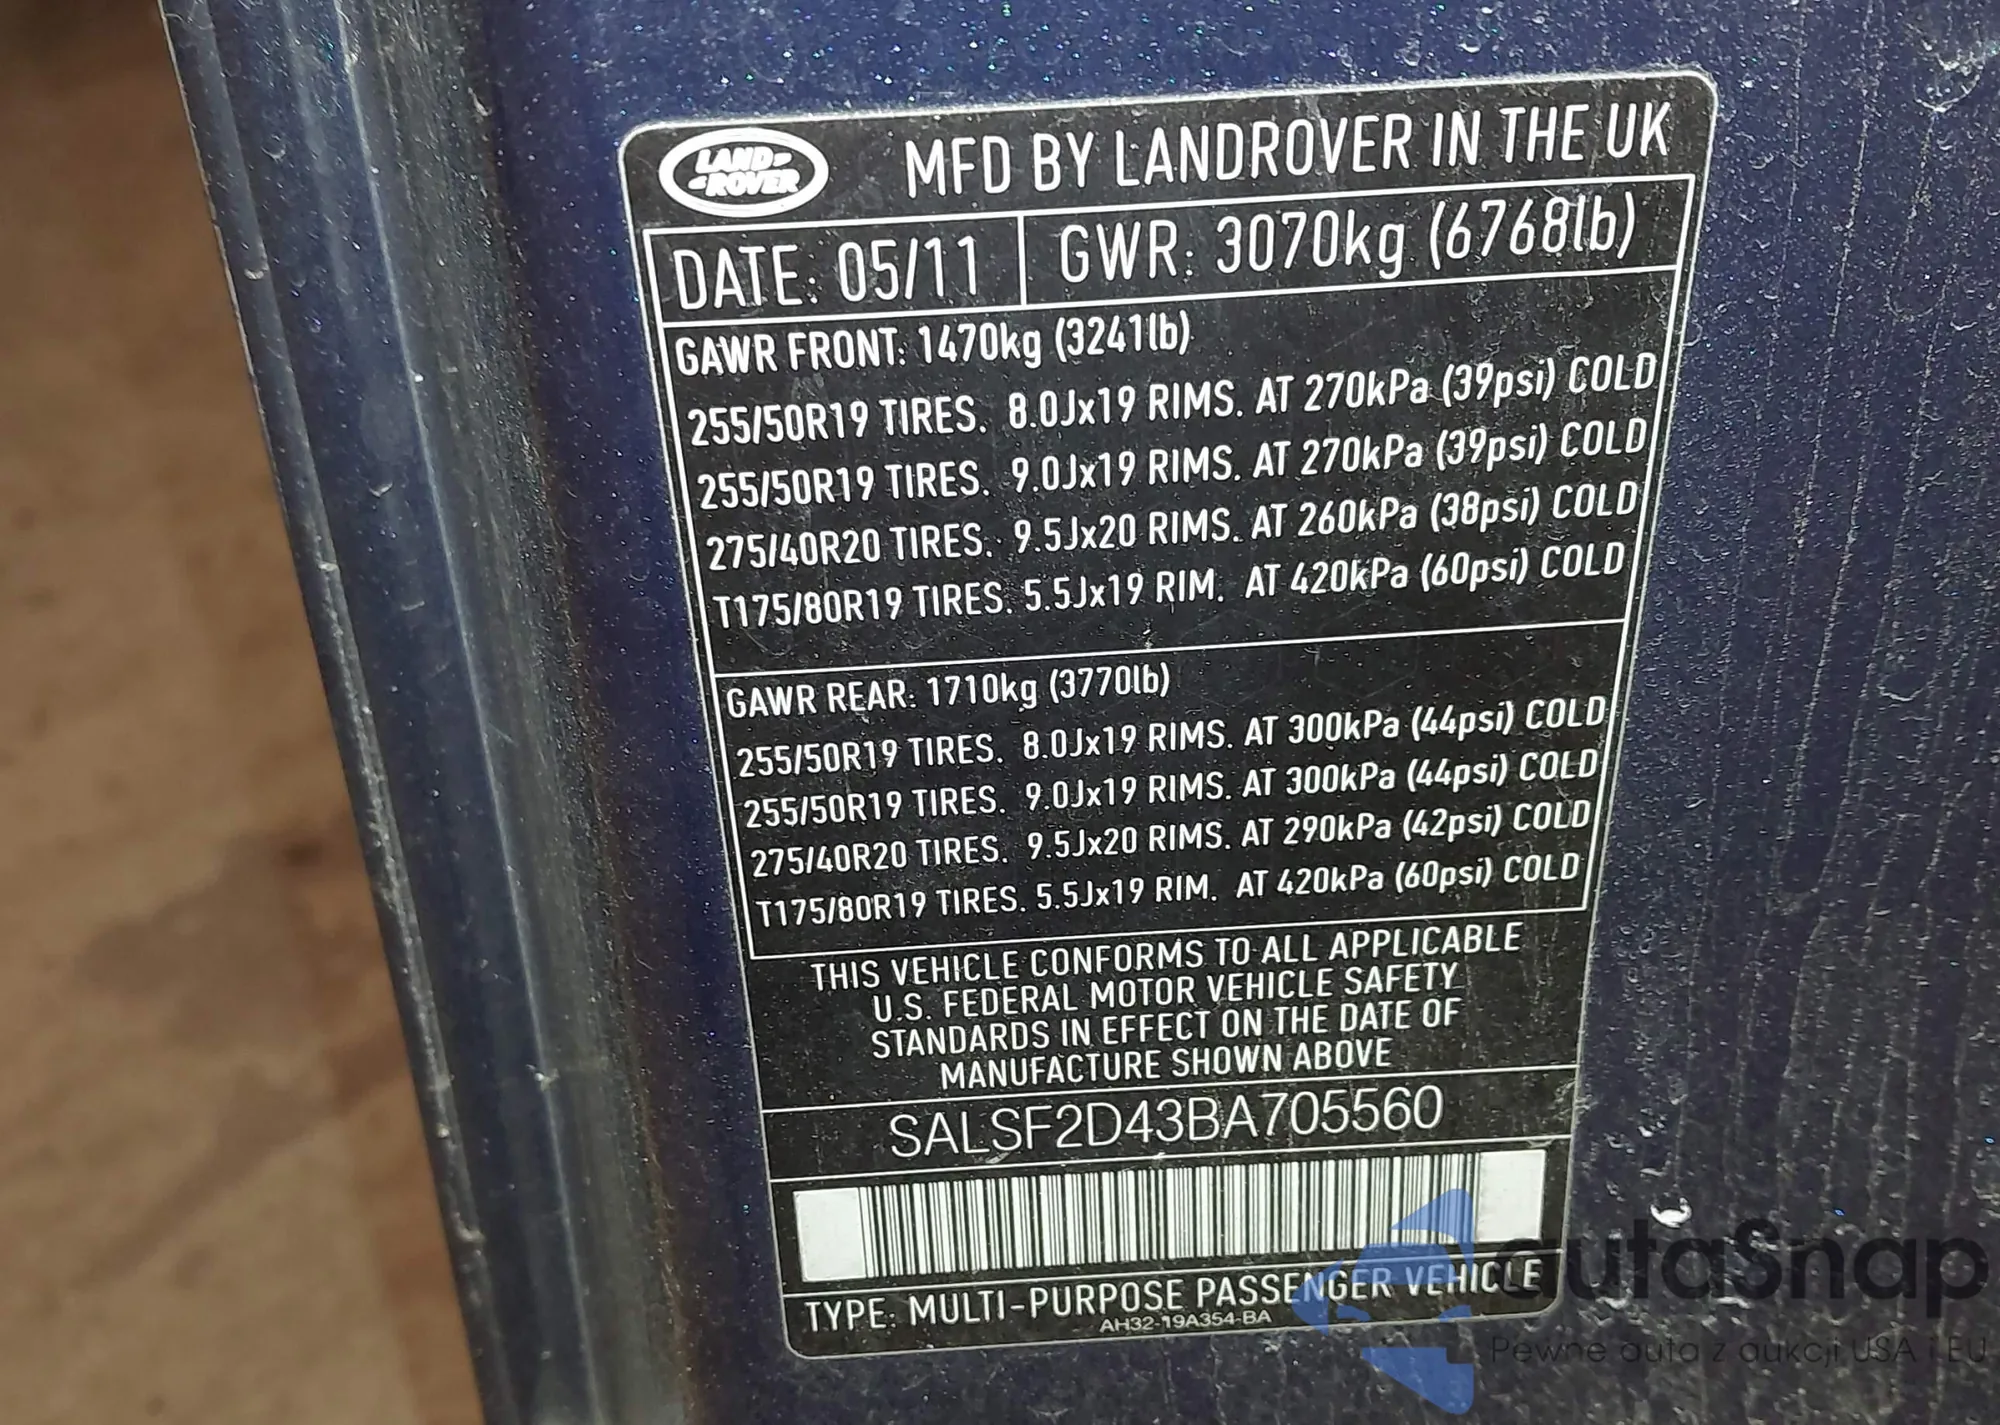 LAND-
-ROVER
MFD BY LANDROVER IN THE UK
DATE: 05/11 GWR: 3070kg (6768lb)
GAWR FRONT: 1470kg (3241lb)
255/50R19 TIRES. 8.0Jx19 RIMS. AT 270kPa (39psi) COLD
255/50R19 TIRES. 9.0Jx19 RIMS. AT 270kPa (39psi) COLD
275/40R20 TIRES. 9.5Jx20 RIMS. AT 260kPa (38psi) COLD
T175/80R19 TIRES. 5.5Jx19 RIM. AT 420kPa (60psi) COLD
GAWR REAR: 1710kg (3770lb)
255/50R19 TIRES. 8.0Jx19 RIMS. AT 300kPa (44psi) COLD
255/50R19 TIRES. 9.0Jx19 RIMS. AT 300kPa (44psi) COLD
275/40R20 TIRES. 9.5Jx20 RIMS. AT 290kPa (42psi) COLD
T175/80R19 TIRES. 5.5Jx19 RIM. AT 420kPa (60psi) COLD
THIS VEHICLE CONFORMS TO ALL APPLICABLE
U.S. FEDERAL MOTOR VEHICLE SAFETY
STANDARDS IN EFFECT ON THE DATE OF
MANUFACTURE SHOWN ABOVE
SALSF2D43BA705560
TYPE: MULTI-PURPOSE PASSENGER VEHICLE
AH32-19A354-BA
autaSnap
Pewne auta z aukcji USA i EU